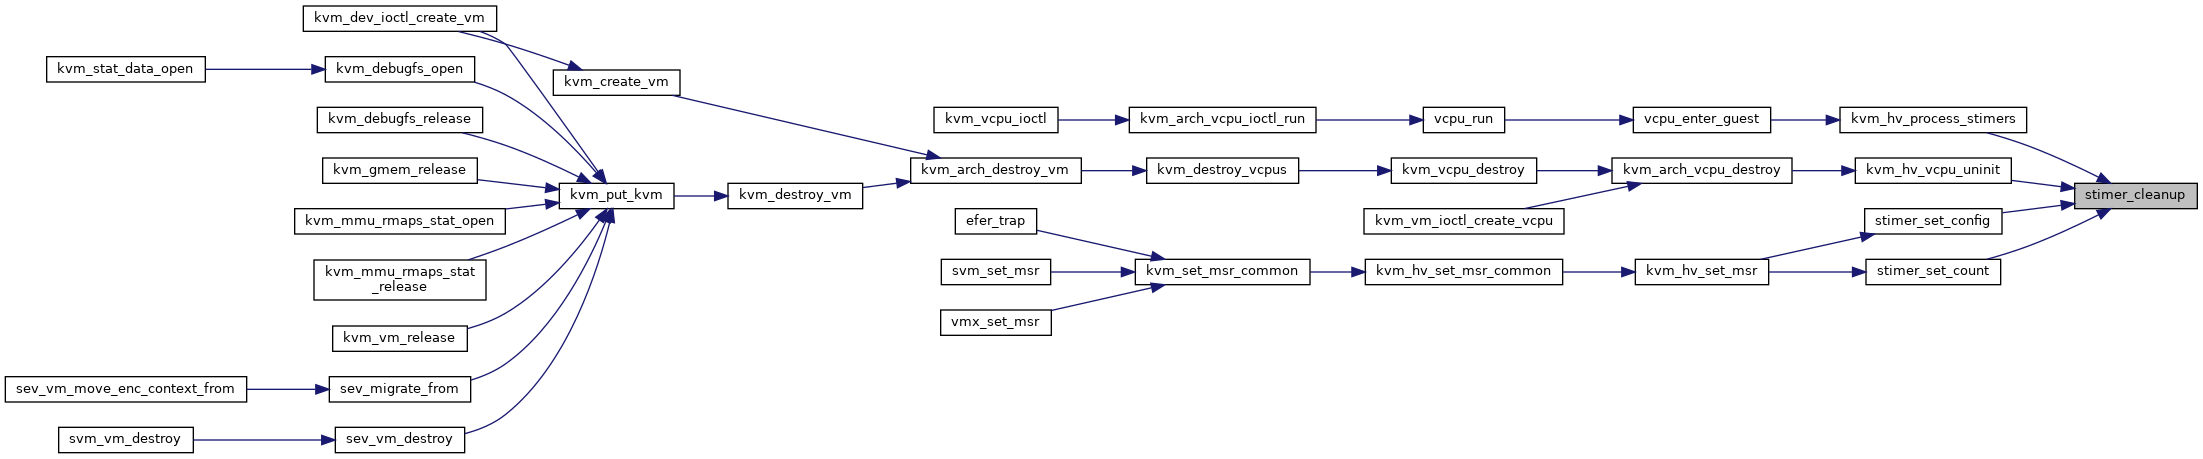 kvm_dev_ioctl_create_vm
kvm_stat_data_open
kvm_debugfs_open
kvm_create_vm
kvm_debugfs_release
kvm_vcpu_ioctl
kvm_arch_vcpu_ioctl_run
vcpu_run
vcpu_enter_guest
kvm_hv_process_stimers
kvm_gmem_release
kvm_arch_destroy_vm
kvm_destroy_vcpus
kvm_vcpu_destroy
kvm_arch_vcpu_destroy
kvm_hv_vcpu_uninit
kvm_put_kvm
kvm_destroy_vm
stimer_cleanup
kvm_mmu_rmaps_stat_open
efer_trap
kvm_vm_ioctl_create_vcpu
stimer_set_config
kvm_mmu_rmaps_stat
_release
svm_set_msr
kvm_set_msr_common
kvm_hv_set_msr_common
kvm_hv_set_msr
stimer_set_count
vmx_set_msr
kvm_vm_release
sev_vm_move_enc_context_from
sev_migrate_from
svm_vm_destroy
sev_vm_destroy